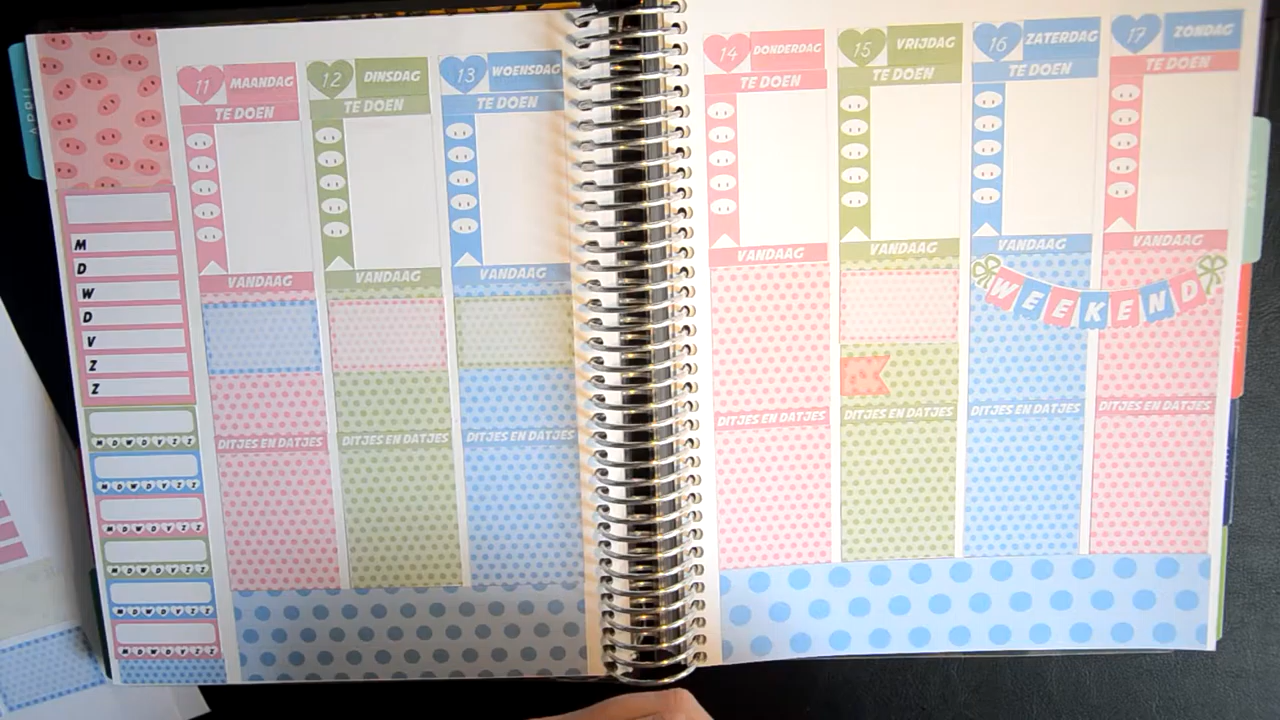 11 MAANDAG
TE DOEN
VANDAAG
DITJES EN DATJES
12 DINSDAG
TE DOEN
VANDAAG
DITJES EN DATJES
13 WOENSDAG
TE DOEN
VANDAAG
DITJES EN DATJES
14 DONDERDAG
TE DOEN
VANDAAG
DITJES EN DATJES
15 VRIJDAG
TE DOEN
VANDAAG
DITJES EN DATJES
16 ZATERDAG
TE DOEN
VANDAAG
DITJES EN DATJES
17 ZONDAG
TE DOEN
VANDAAG
DITJES EN DATJES
WEEKEND
M
D
W
D
V
Z
Z
M D W D V Z Z
M D W D V Z Z
M D W D V Z Z
M D W D V Z Z
M D W D V Z Z
M D W D V Z Z
APRIL
JUNE